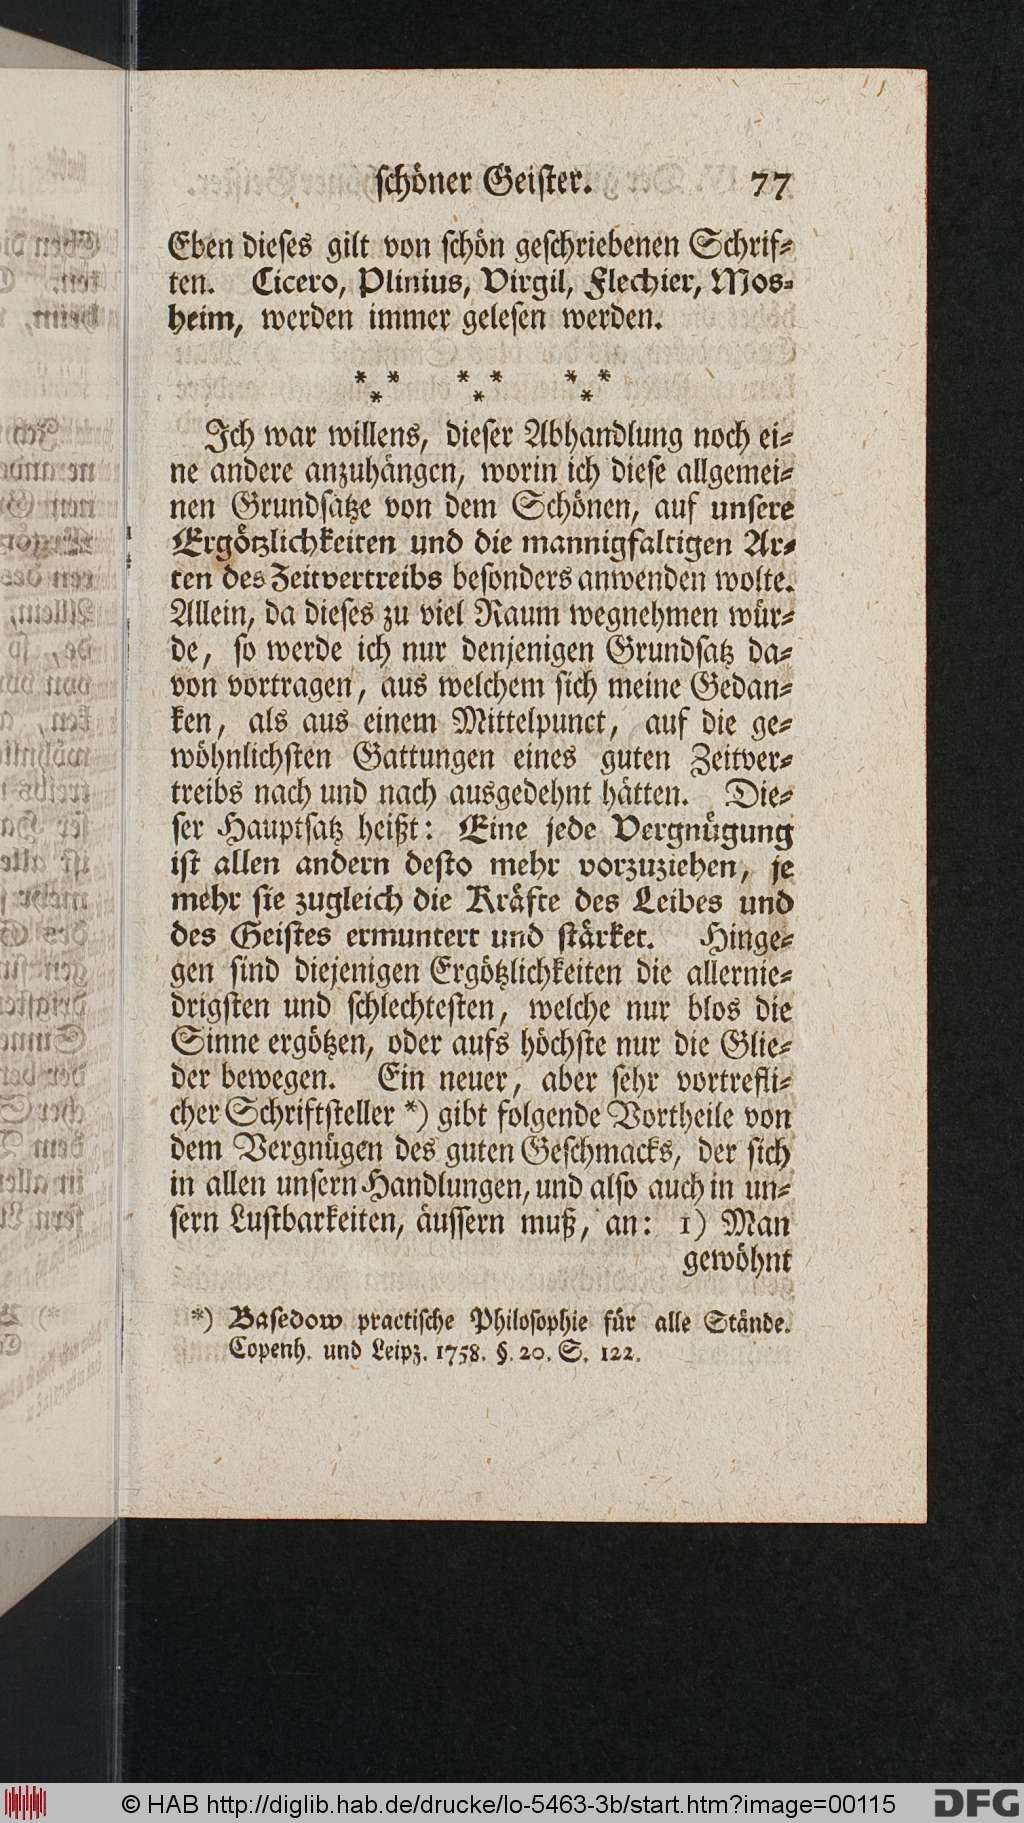 schöner Geister. 77
Eben dieses gilt von schön geschriebenen Schrif-
ten. Cicero, Plinius, Virgil, Flechier, Mos-
heim, werden immer gelesen werden.
* * * * * *
* * *
Ich war willens, dieser Abhandlung noch ei-
ne andere anzuhängen, worin ich diese allgemei-
nen Grundsatze von dem Schönen, auf unsere
Ergötzlichkeiten und die mannigfaltigen Ar-
ten des Zeitvertreibs besonders anwenden wolte.
Allein, da dieses zu viel Raum wegnehmen wür-
de, so werde ich nur denjenigen Grundsatz da-
von vortragen, aus welchem sich meine Gedan-
ken, als aus einem Mittelpunct, auf die ge-
wöhnlichsten Gattungen eines guten Zeitver-
treibs nach und nach ausgedehnt hätten. Die-
ser Hauptsatz heißt: Eine jede Vergnügung
ist allen andern desto mehr vorzuziehen, je
mehr sie zugleich die Kräfte des Leibes und
des Geistes ermuntert und stärket. Hinge-
gen sind diejenigen Ergötzlichkeiten die allernie-
drigsten und schlechtesten, welche nur blos die
Sinne ergötzen, oder aufs höchste nur die Glie-
der bewegen. Ein neuer, aber sehr vortrefli-
cher Schriftsteller *) gibt folgende Vortheile von
dem Vergnügen des guten Geschmacks, der sich
in allen unsern Handlungen, und also auch in un-
sern Lustbarkeiten, äussern muß, an: 1) Man
gewöhnt
*) Basedow practische Philosophie für alle Stände.
Copenh. und Leipz. 1758. §. 20. S. 122.
© HAB http://diglib.hab.de/drucke/lo-5463-3b/start.htm?image=00115
DFG